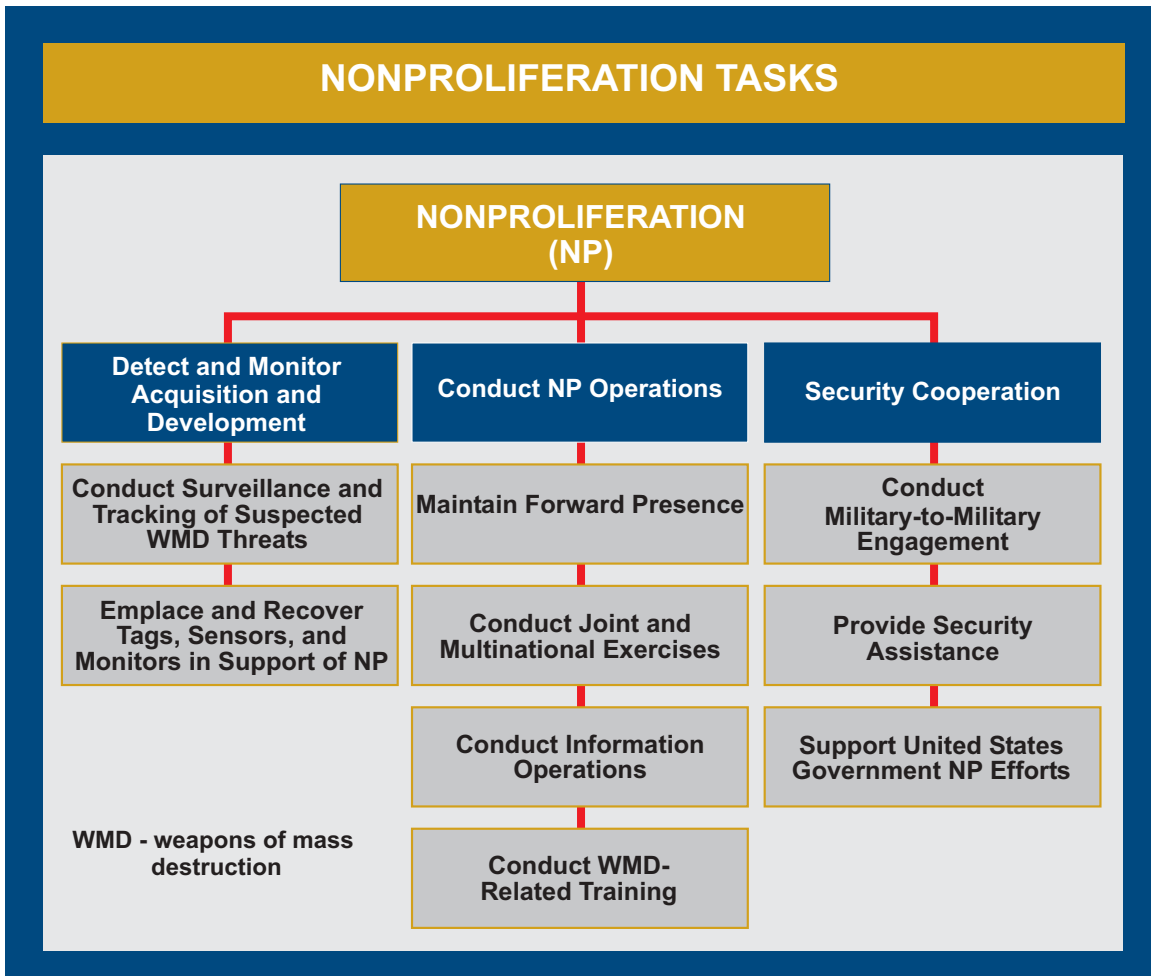 NONPROLIFERATION TASKS
NONPROLIFERATION
(NP)
Detect and Monitor
Acquisition and
Development
Conduct Surveillance and
Tracking of Suspected
WMD Threats
Emplace and Recover
Tags, Sensors, and
Monitors in Support of NP
Conduct NP Operations
Maintain Forward Presence
Conduct Joint and
Multinational Exercises
Conduct Information
Operations
Conduct WMD-
Related Training
Security Cooperation
Conduct
Military-to-Military
Engagement
Provide Security
Assistance
Support United States
Government NP Efforts
WMD - weapons of mass
destruction